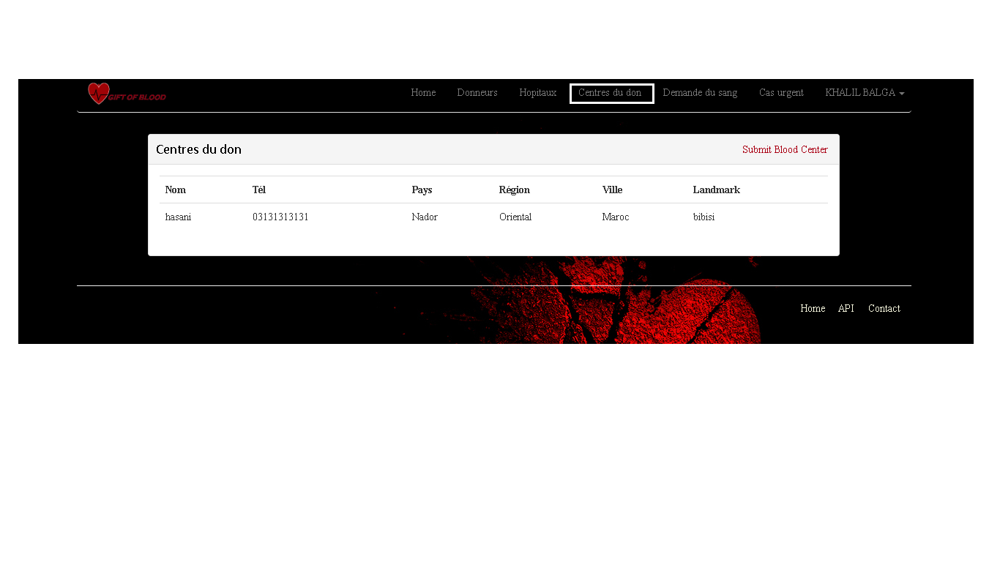 GIFT OF BLOOD Home Donneurs Hopitaux Centres du don Demande du sang Cas urgent KHALIL BALGA
Centres du don Submit Blood Center
Nom Tél Pays Région Ville Landmark
hasani 03131313131 Nador Oriental Maroc bibisi
Home API Contact